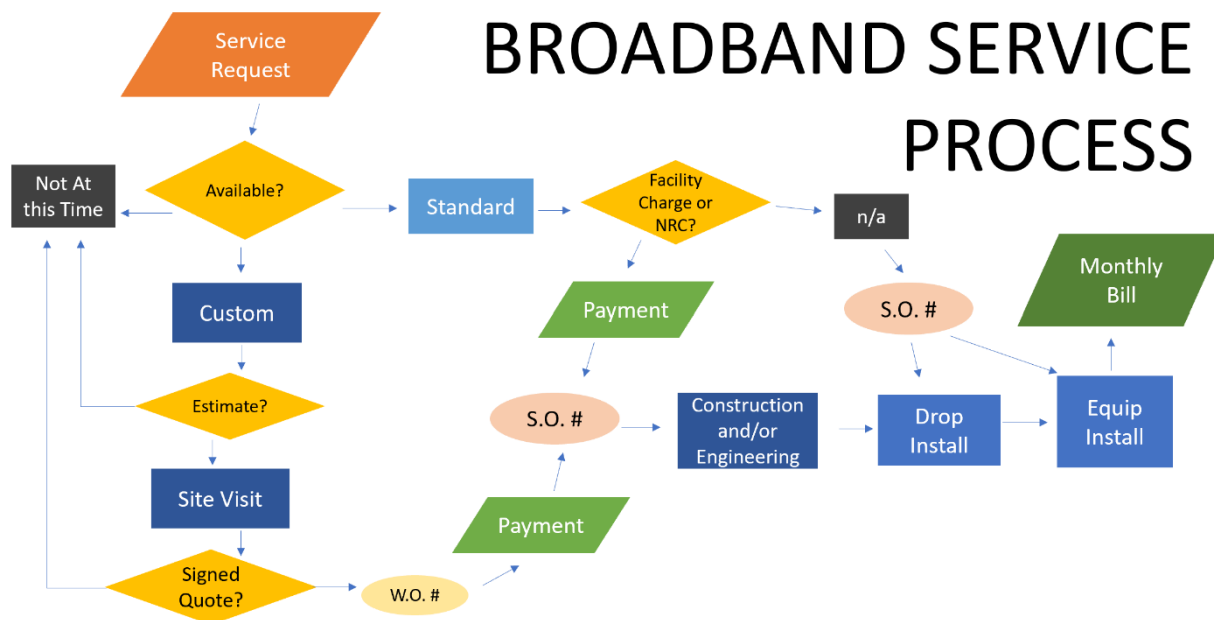 BROADBAND SERVICE
PROCESS
Service
Request
Not At
this Time
Available?
Standard
Facility
Charge or
NRC?
n/a
Custom
Payment
S.O. #
Monthly
Bill
Estimate?
S.O. #
Construction
and/or
Engineering
Drop
Install
Equip
Install
Site Visit
Payment
Signed
Quote?
W.O. #